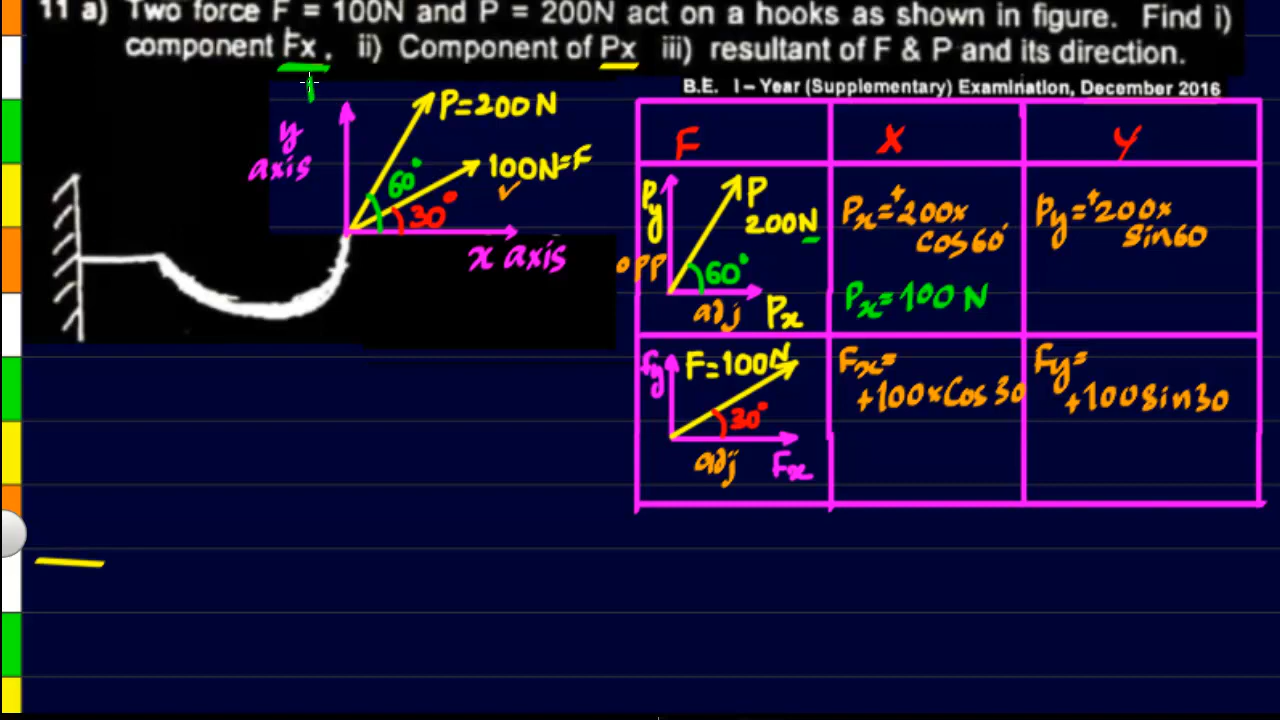 11 a) Two force F = 100N and P = 200N act on a hooks as shown in figure. Find i)
component Fx, ii) Component of Px iii) resultant of F & P and its direction.
B.E. I – Year (Supplementary) Examination, December 2016
y
axis
P=200N
100N=F
60°
30°
x axis
F
X
Y
Py
P
200N
60°
opp
adj
Px
Px=+200x
cos60°
Px=100N
Py=+200x
sin60
Fy
F=100N
30°
adj
Fx
Fx=
+100xCos30
Fy=
+100sin30